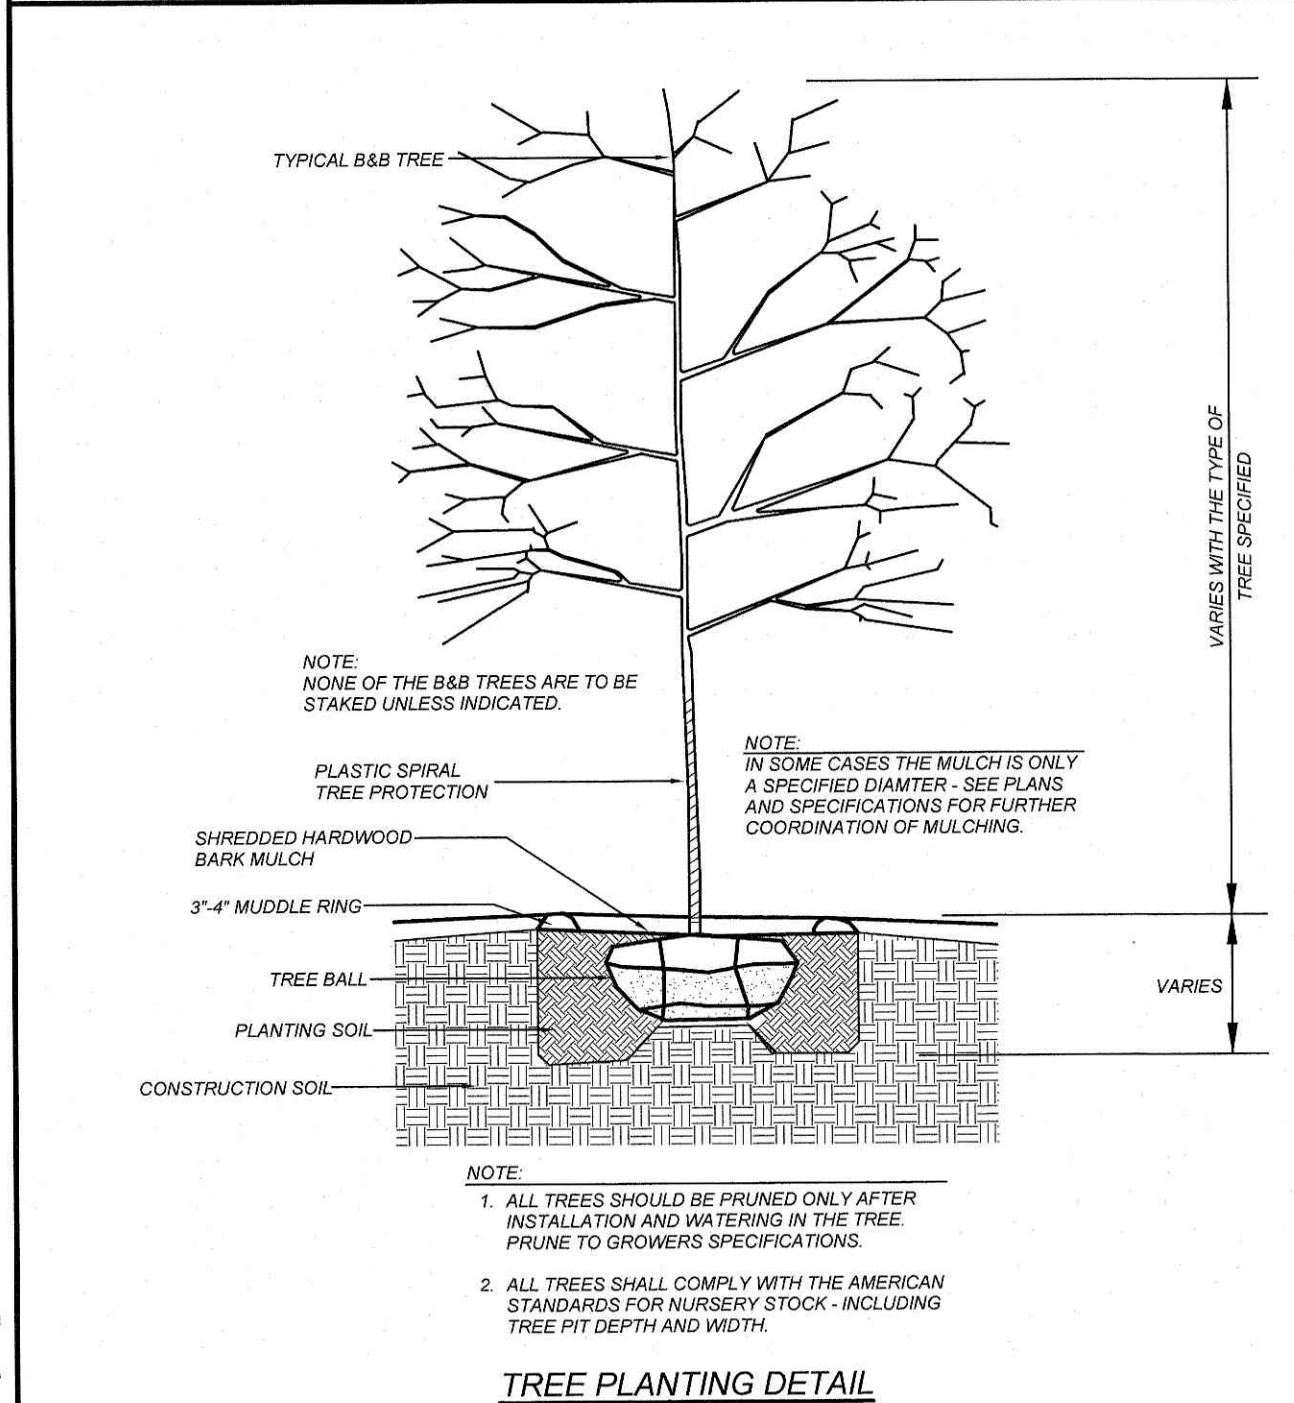 TYPICAL B&B TREE
VARIES WITH THE TYPE OF
TREE SPECIFIED
NOTE:
NONE OF THE B&B TREES ARE TO BE
STAKED UNLESS INDICATED.
NOTE:
IN SOME CASES THE MULCH IS ONLY
A SPECIFIED DIAMTER - SEE PLANS
AND SPECIFICATIONS FOR FURTHER
COORDINATION OF MULCHING.
PLASTIC SPIRAL
TREE PROTECTION
SHREDDED HARDWOOD
BARK MULCH
3"-4" MUDDLE RING
TREE BALL
VARIES
PLANTING SOIL
CONSTRUCTION SOIL
NOTE:
1. ALL TREES SHOULD BE PRUNED ONLY AFTER
INSTALLATION AND WATERING IN THE TREE.
PRUNE TO GROWERS SPECIFICATIONS.
2. ALL TREES SHALL COMPLY WITH THE AMERICAN
STANDARDS FOR NURSERY STOCK - INCLUDING
TREE PIT DEPTH AND WIDTH.
TREE PLANTING DETAIL